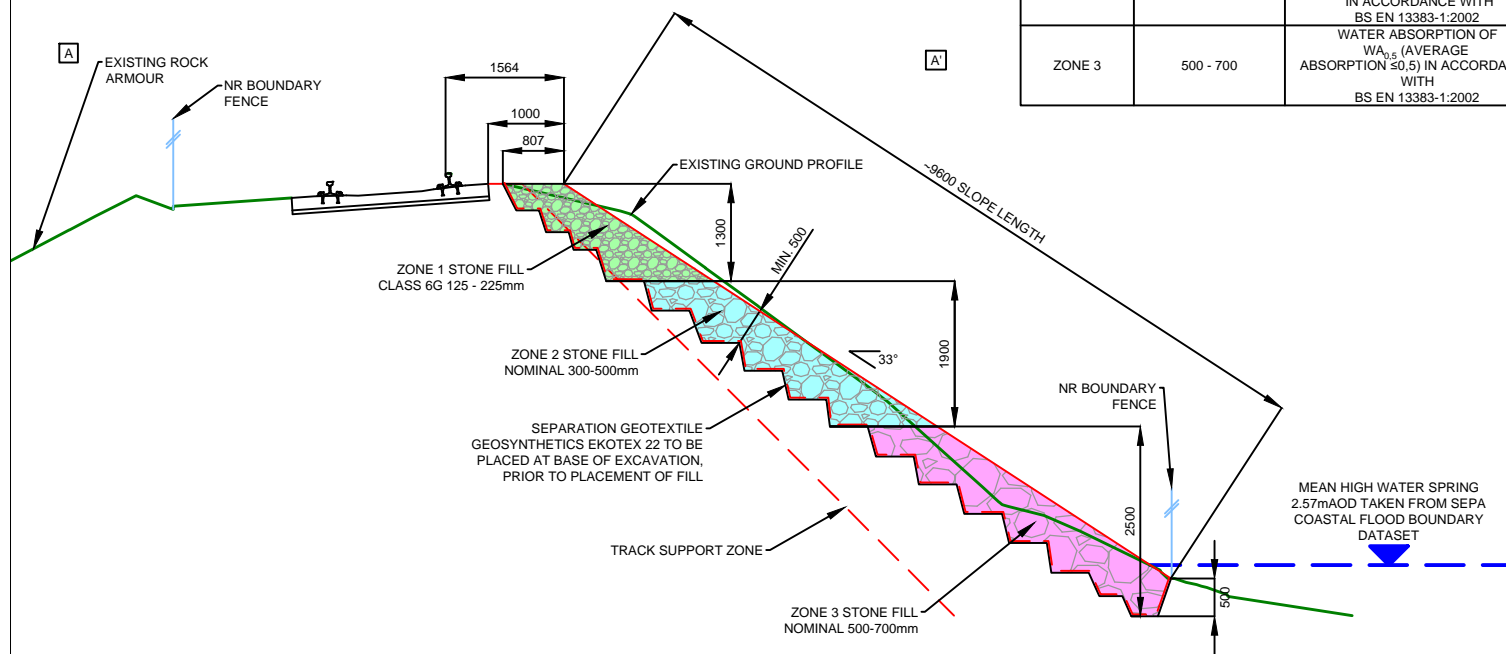 IN ACCORDANCE WITH
BS EN 13383-1:2002
ZONE 3
500 - 700
WATER ABSORPTION OF
WA0,5 (AVERAGE
ABSORPTION ≤0,5) IN ACCORDA
WITH
BS EN 13383-1:2002
A
A'
EXISTING ROCK
ARMOUR
NR BOUNDARY
FENCE
1564
1000
807
EXISTING GROUND PROFILE
~9600 SLOPE LENGTH
1300
MIN. 500
ZONE 1 STONE FILL
CLASS 6G 125 - 225mm
ZONE 2 STONE FILL
NOMINAL 300-500mm
33°
1900
NR BOUNDARY
FENCE
SEPARATION GEOTEXTILE
GEOSYNTHETICS EKOTEX 22 TO BE
PLACED AT BASE OF EXCAVATION,
PRIOR TO PLACEMENT OF FILL
2500
MEAN HIGH WATER SPRING
2.57mAOD TAKEN FROM SEPA
COASTAL FLOOD BOUNDARY
DATASET
TRACK SUPPORT ZONE
500
ZONE 3 STONE FILL
NOMINAL 500-700mm